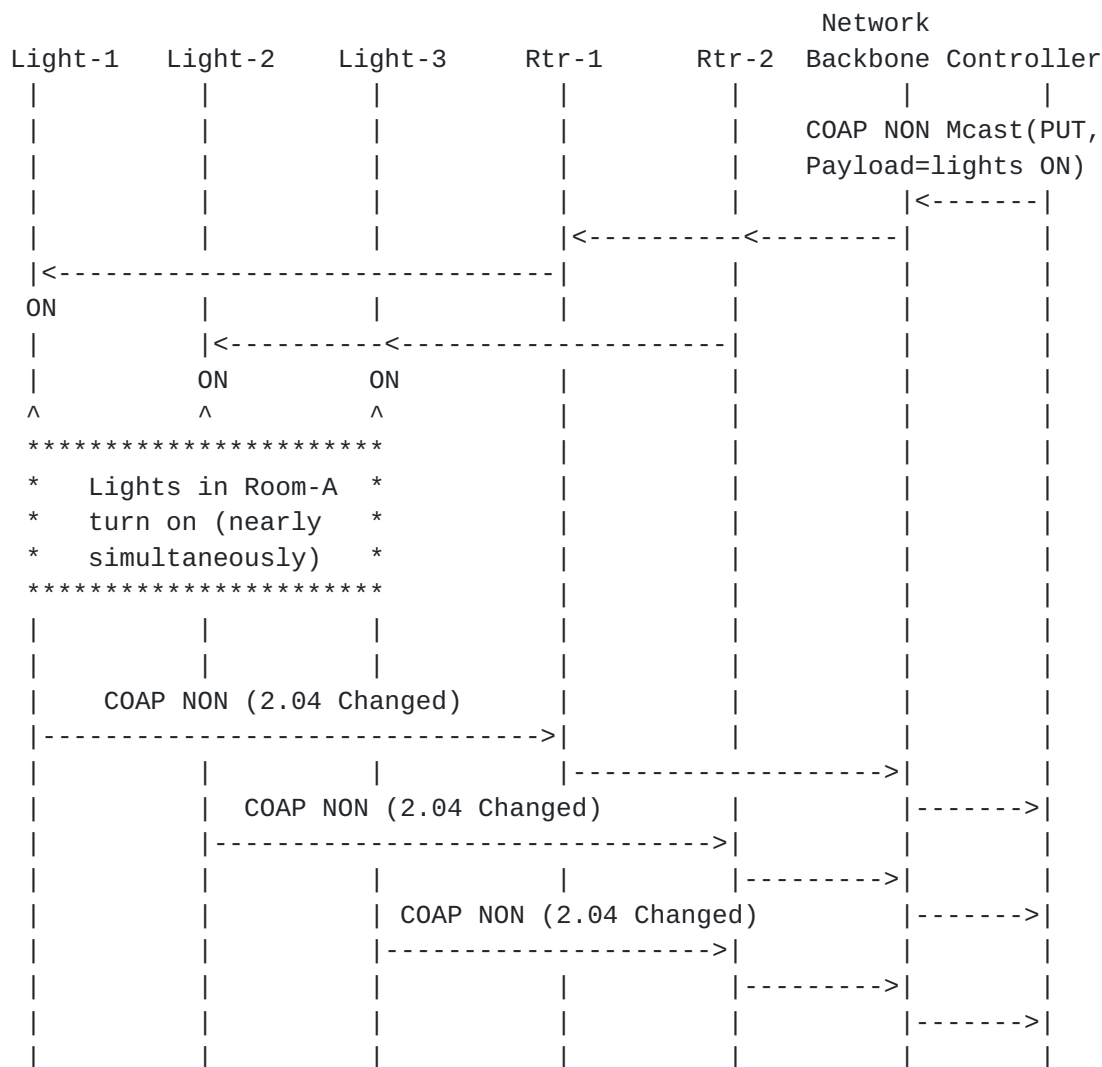 Network
Light-1 Light-2 Light-3 Rtr-1 Rtr-2 Backbone Controller
COAP NON Mcast(PUT,
Payload=lights ON)
ON
ON ON
Lights in Room-A
turn on (nearly
simultaneously)
COAP NON (2.04 Changed)
COAP NON (2.04 Changed)
COAP NON (2.04 Changed)